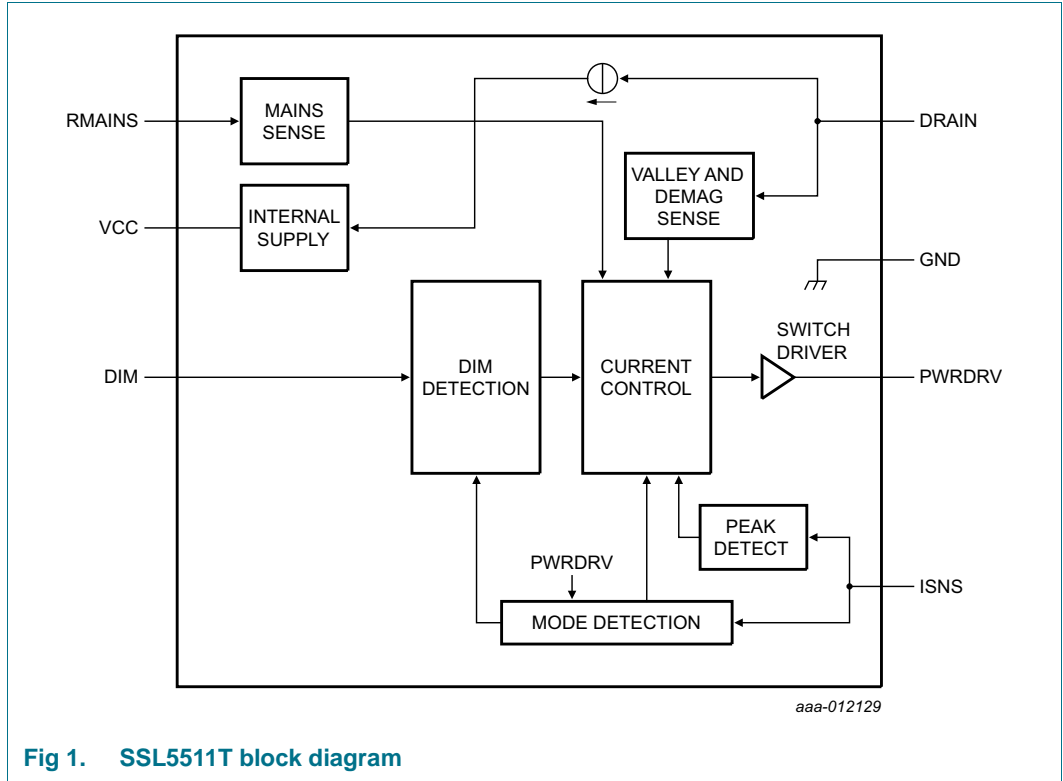 RMAINS
MAINS
SENSE
DRAIN
VALLEY AND
DEMAG
SENSE
VCC
INTERNAL
SUPPLY
GND
SWITCH
DRIVER
DIM
DIM
DETECTION
CURRENT
CONTROL
PWRDRV
PEAK
DETECT
PWRDRV
ISNS
MODE DETECTION
aaa-012129
Fig 1. SSL5511T block diagram